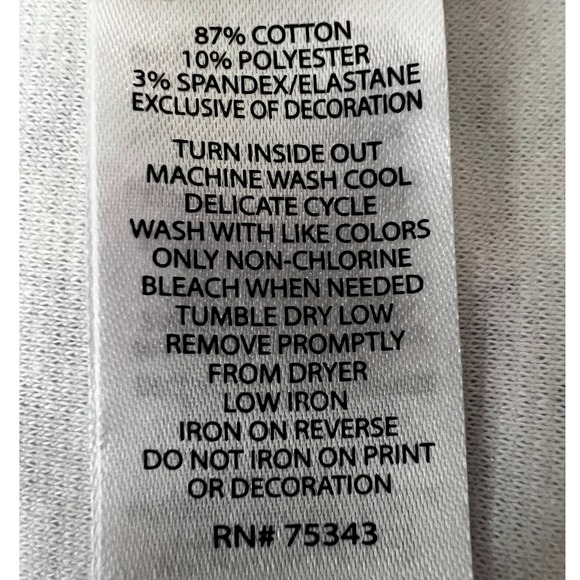 87% COTTON
10% POLYESTER
3% SPANDEX/ELASTANE
EXCLUSIVE OF DECORATION
TURN INSIDE OUT
MACHINE WASH COOL
DELICATE CYCLE
WASH WITH LIKE COLORS
ONLY NON-CHLORINE
BLEACH WHEN NEEDED
TUMBLE DRY LOW
REMOVE PROMPTLY
FROM DRYER
LOW IRON
IRON ON REVERSE
DO NOT IRON ON PRINT
OR DECORATION
RN# 75343